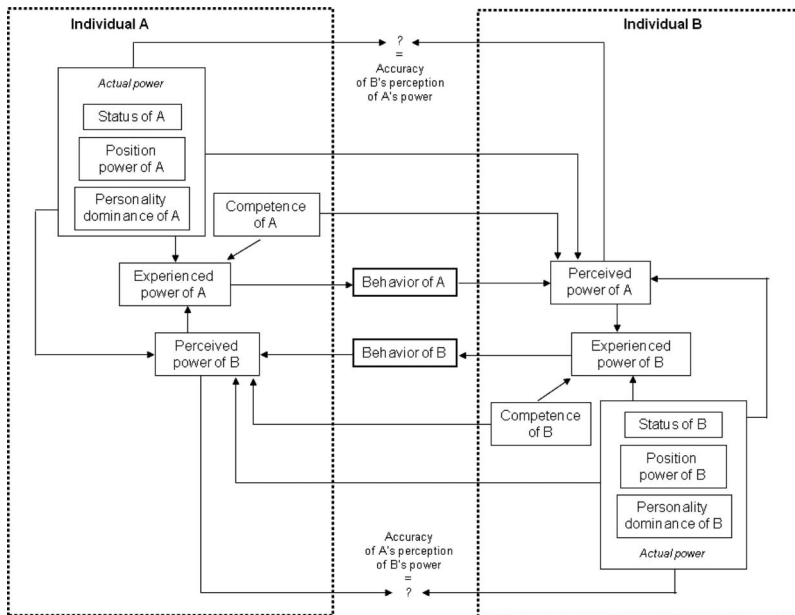 Individual A
Individual B
?
=
Accuracy
of B's perception
of A's power
Actual power
Status of A
Position
power of A
Personality
dominance of A
Competence
of A
Experienced
power of A
Behavior of A
Perceived
power of A
Perceived
power of B
Behavior of B
Experienced
power of B
Competence
of B
Status of B
Position
power of B
Personality
dominance of B
Actual power
Accuracy
of A's perception
of B's power
=
?